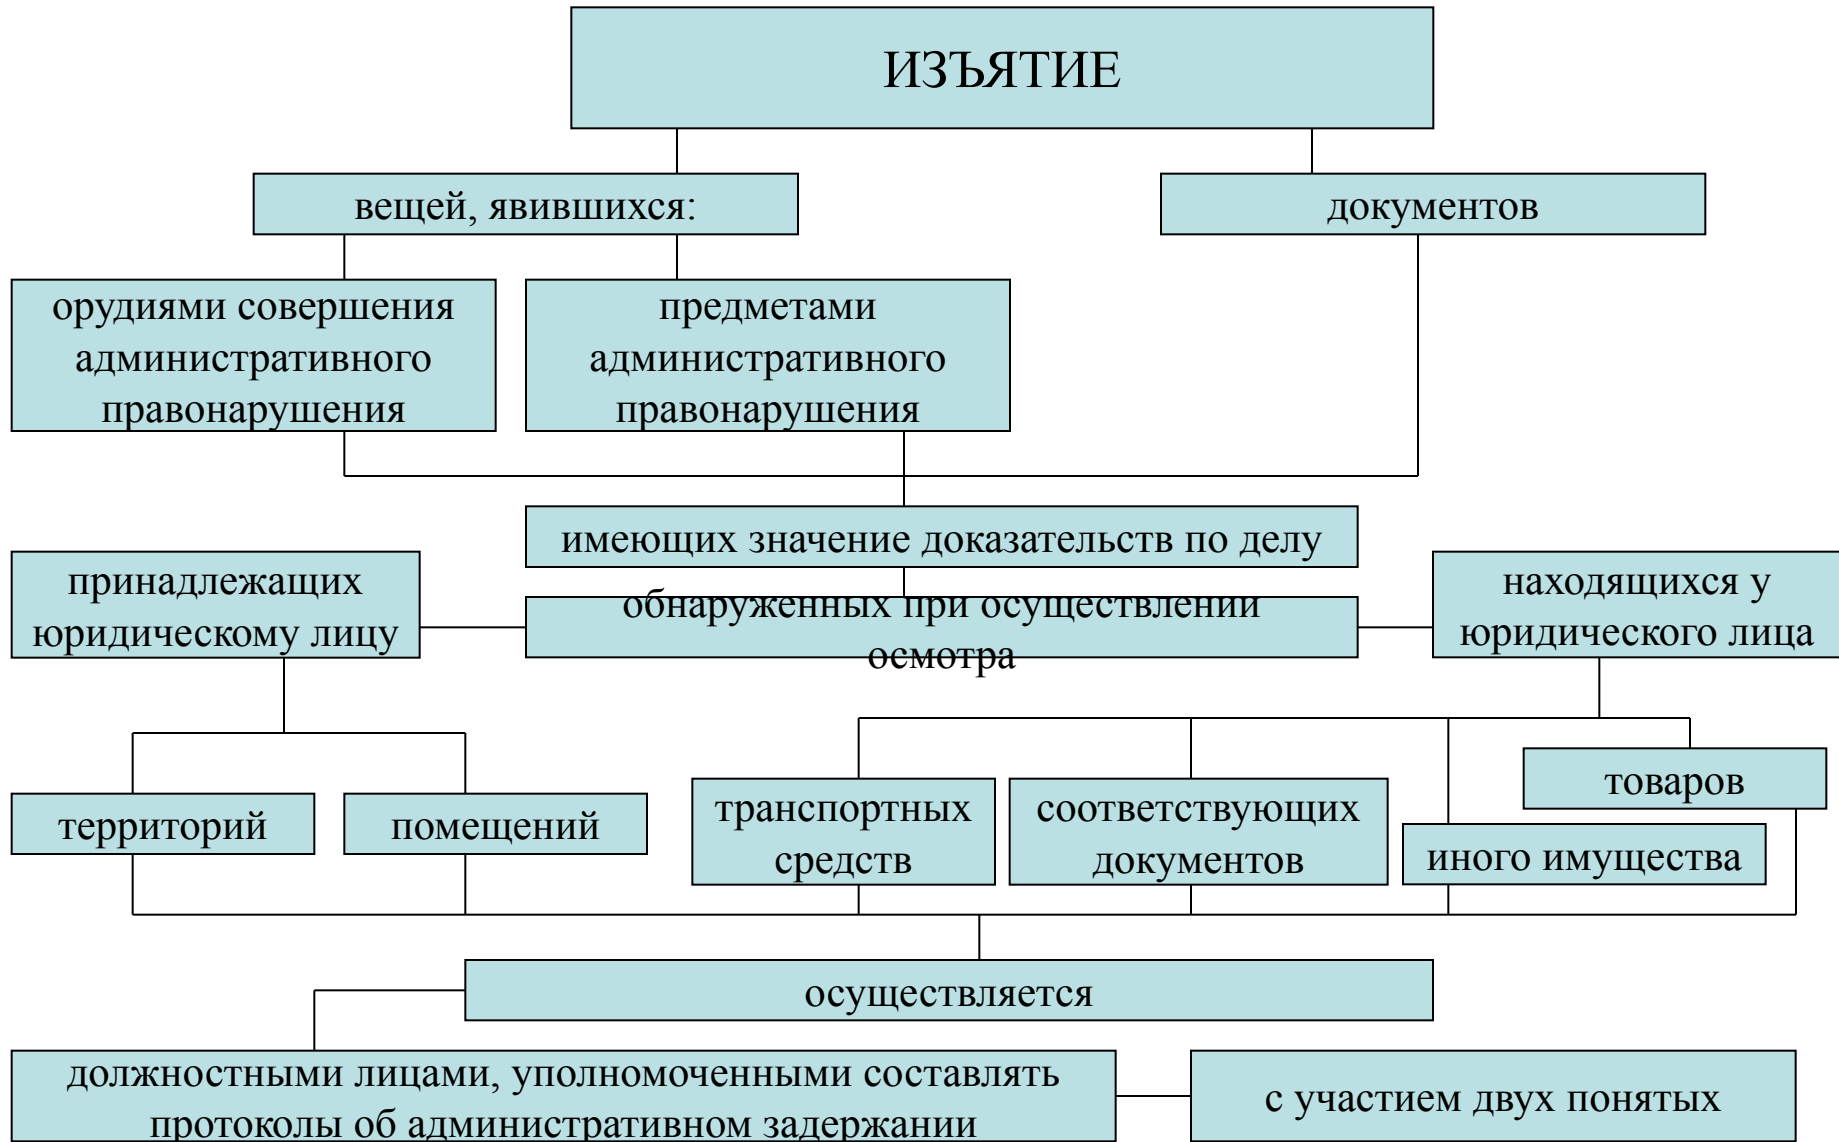 ИЗЪЯТИЕ
вещей, явившихся:
документов
орудиями совершения
административного
правонарушения
предметами
административного
правонарушения
имеющих значение доказательств по делу
принадлежащих
юридическому лицу
обнаруженных при осуществлении
осмотра
находящихся у
юридического лица
территорий
помещений
транспортных
средств
соответствующих
документов
иного имущества
товаров
осуществляется
должностными лицами, уполномоченными составлять
протоколы об административном задержании
с участием двух понятых